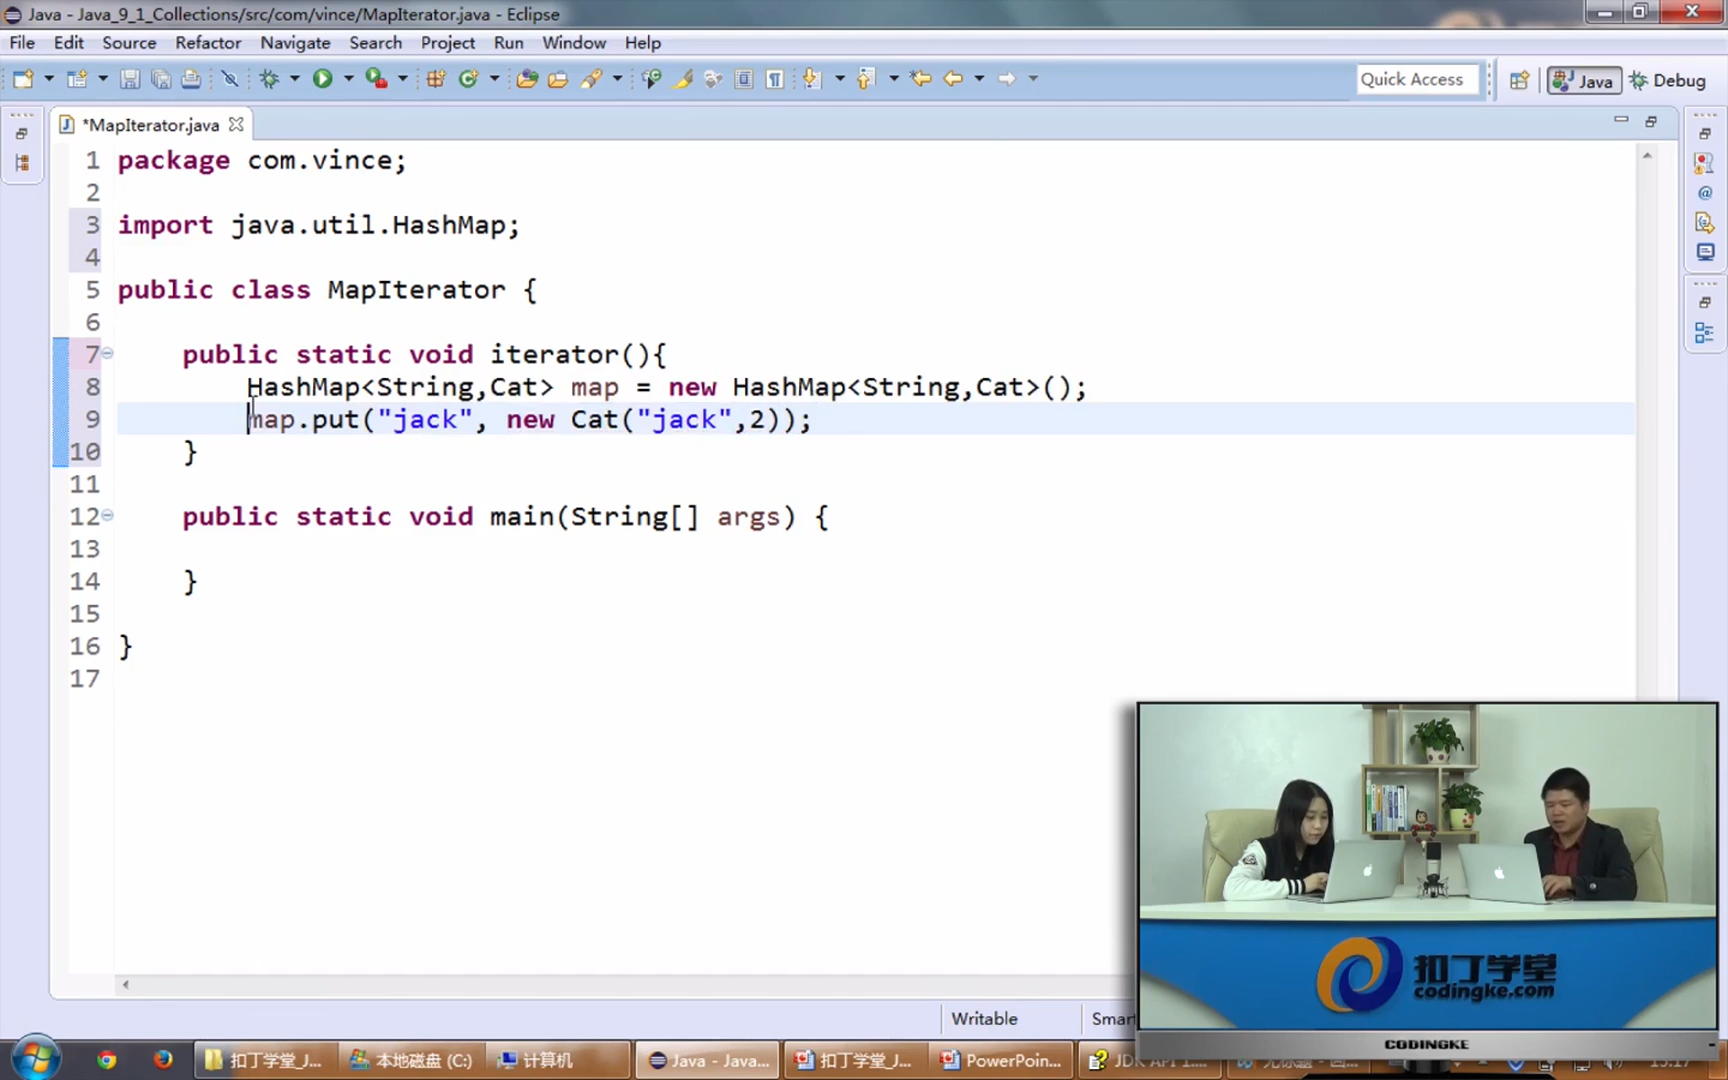 Java - Java_9_1_Collections/src/com/vince/MapIterator.java - Eclipse
File Edit Source Refactor Navigate Search Project Run Window Help
Quick Access Java Debug
*MapIterator.java
1 package com.vince;
2
3 import java.util.HashMap;
4
5 public class MapIterator {
6
7 public static void iterator(){
8 HashMap<String,Cat> map = new HashMap<String,Cat>();
9 map.put("jack", new Cat("jack",2));
10 }
11
12 public static void main(String[] args) {
13
14 }
15
16 }
17
扣丁学堂
codingke.com
Writable Smar
CODINGKE
扣丁学堂_J... 本地磁盘 (C:) 计算机 Java - Java... 扣丁学堂_J... PowerPoin... JDK API 1...